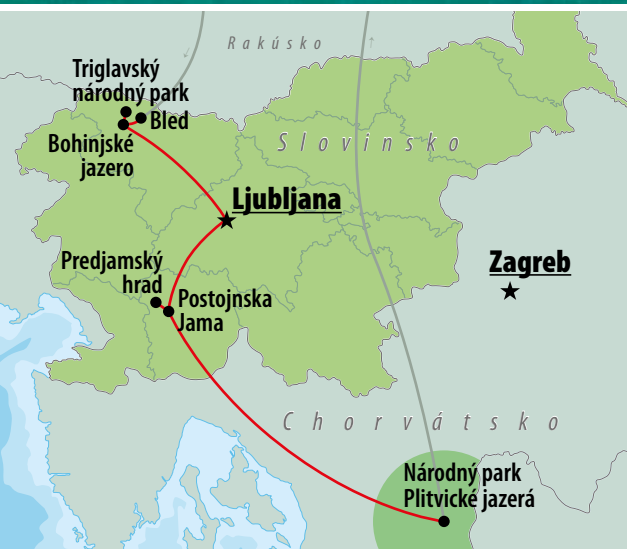 Rakúsko
Triglavský
národný park
Bled
Bohinjské
jazero
Slovinsko
Ljubljana
Predjamský
hrad
Zagreb
Postojnska
Jama
Chorvátsko
Národný park
Plitvické jazerá